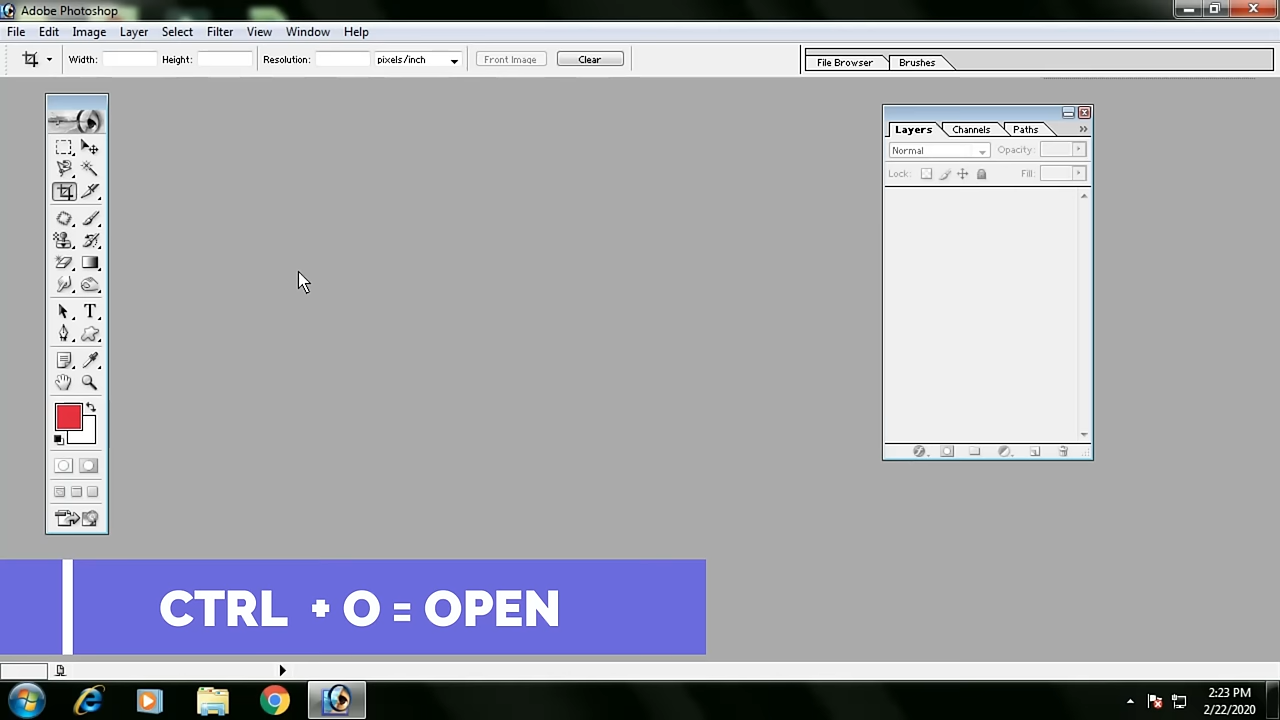 Adobe Photoshop
File Edit Image Layer Select Filter View Window Help
Width: Height: Resolution: pixels/inch Front Image Clear File Browser Brushes
Layers Channels Paths
Normal Opacity:
Lock: Fill:
T
CTRL + O = OPEN
2:23 PM
2/22/2020